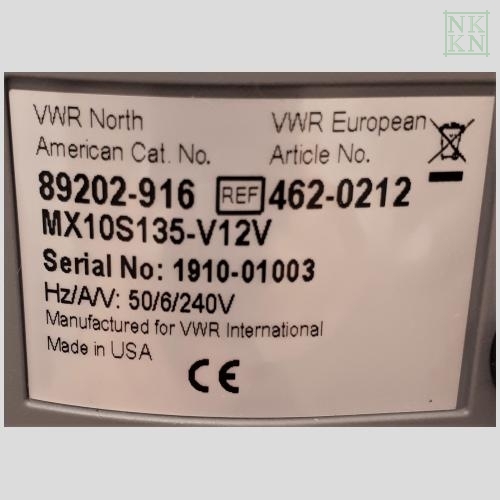 NK
KN
VWR North
American Cat. No.
VWR European
Article No.
89202-916 REF 462-0212
MX10S135-V12V
Serial No: 1910-01003
Hz/A/V: 50/6/240V
Manufactured for VWR International
Made in USA
CE